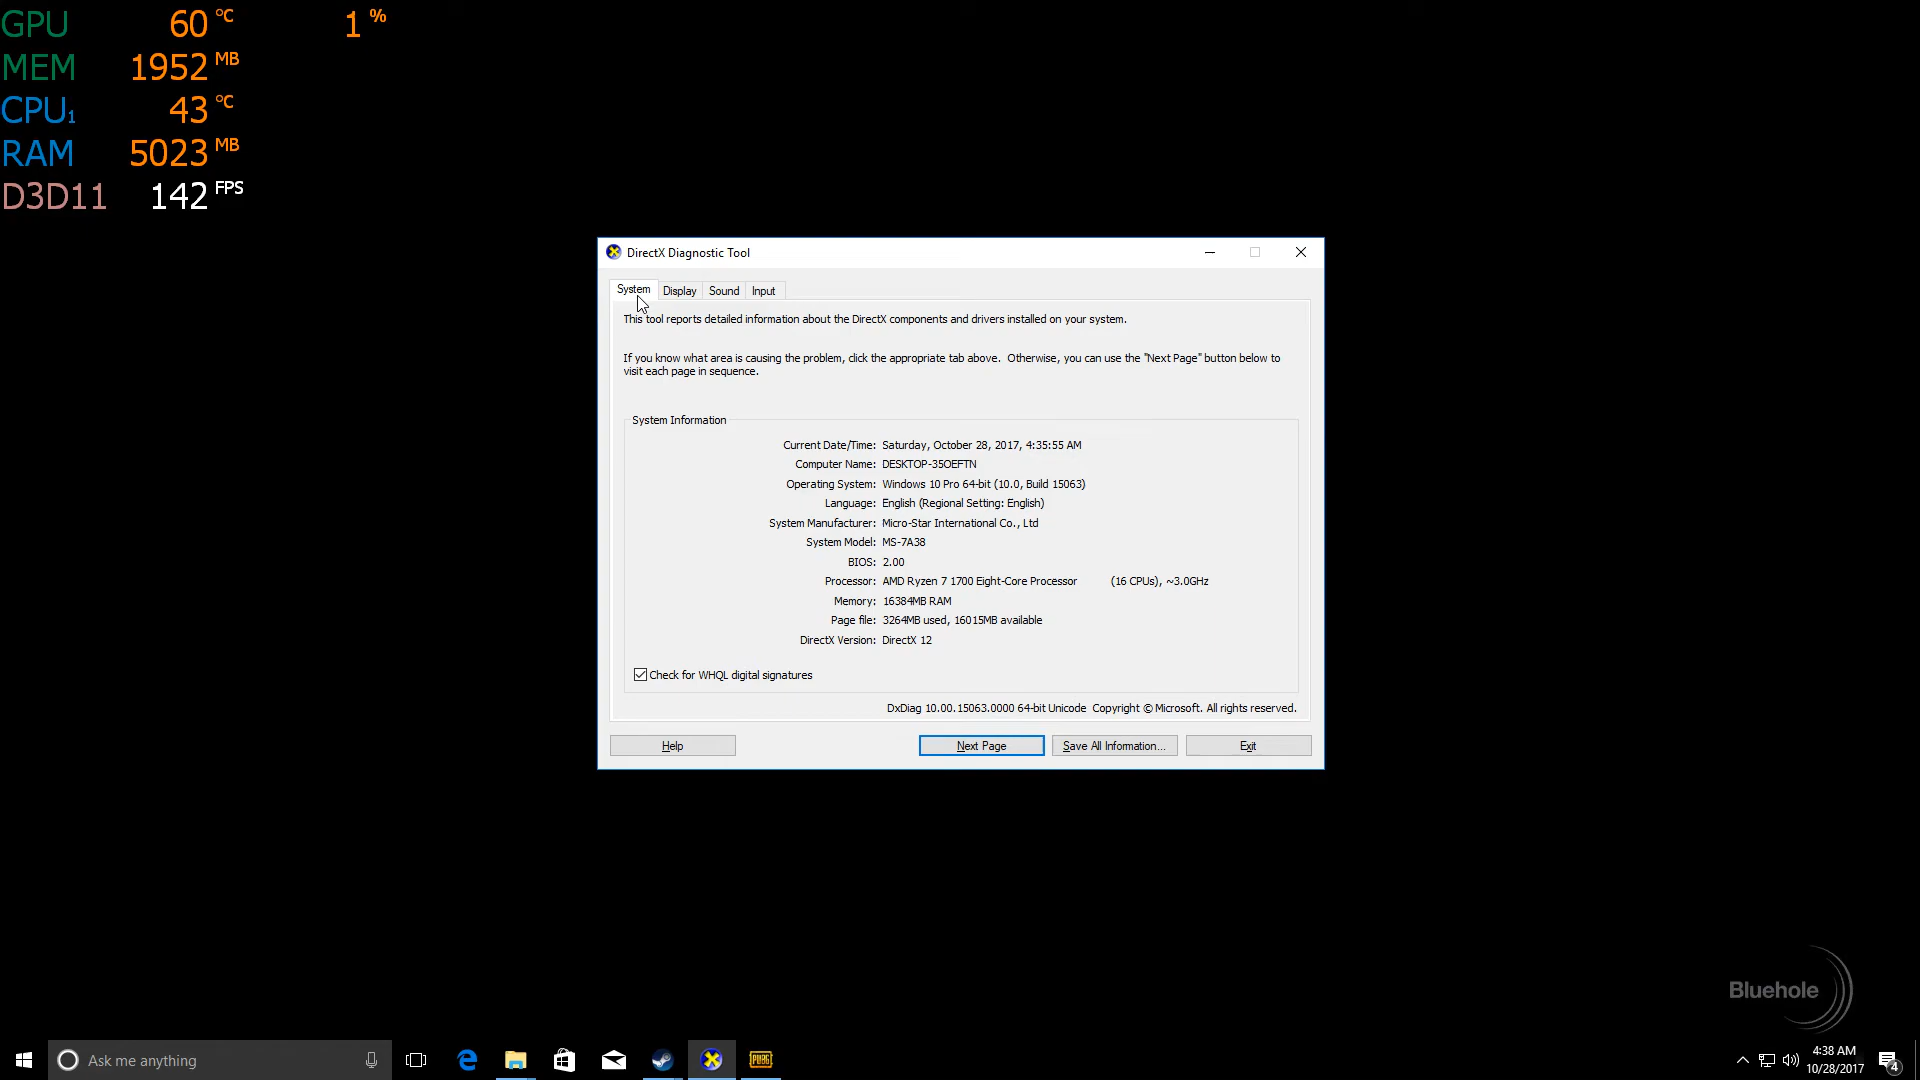 GPU 60 °C 1 %
MEM 1952 MB
CPU1 43 °C
RAM 5023 MB
D3D11 142 FPS
DirectX Diagnostic Tool
System Display Sound Input
This tool reports detailed information about the DirectX components and drivers installed on your system.
If you know what area is causing the problem, click the appropriate tab above.  Otherwise, you can use the "Next Page" button below to
visit each page in sequence.
System Information
Current Date/Time: Saturday, October 28, 2017, 4:35:55 AM
Computer Name: DESKTOP-35OEFTN
Operating System: Windows 10 Pro 64-bit (10.0, Build 15063)
Language: English (Regional Setting: English)
System Manufacturer: Micro-Star International Co., Ltd
System Model: MS-7A38
BIOS: 2.00
Processor: AMD Ryzen 7 1700 Eight-Core Processor (16 CPUs), ~3.0GHz
Memory: 16384MB RAM
Page file: 3264MB used, 16015MB available
DirectX Version: DirectX 12
Check for WHQL digital signatures
DxDiag 10.00.15063.0000 64-bit Unicode  Copyright © Microsoft. All rights reserved.
Help Next Page Save All Information... Exit
Bluehole
Ask me anything PUBG 4:38 AM
10/28/2017 4